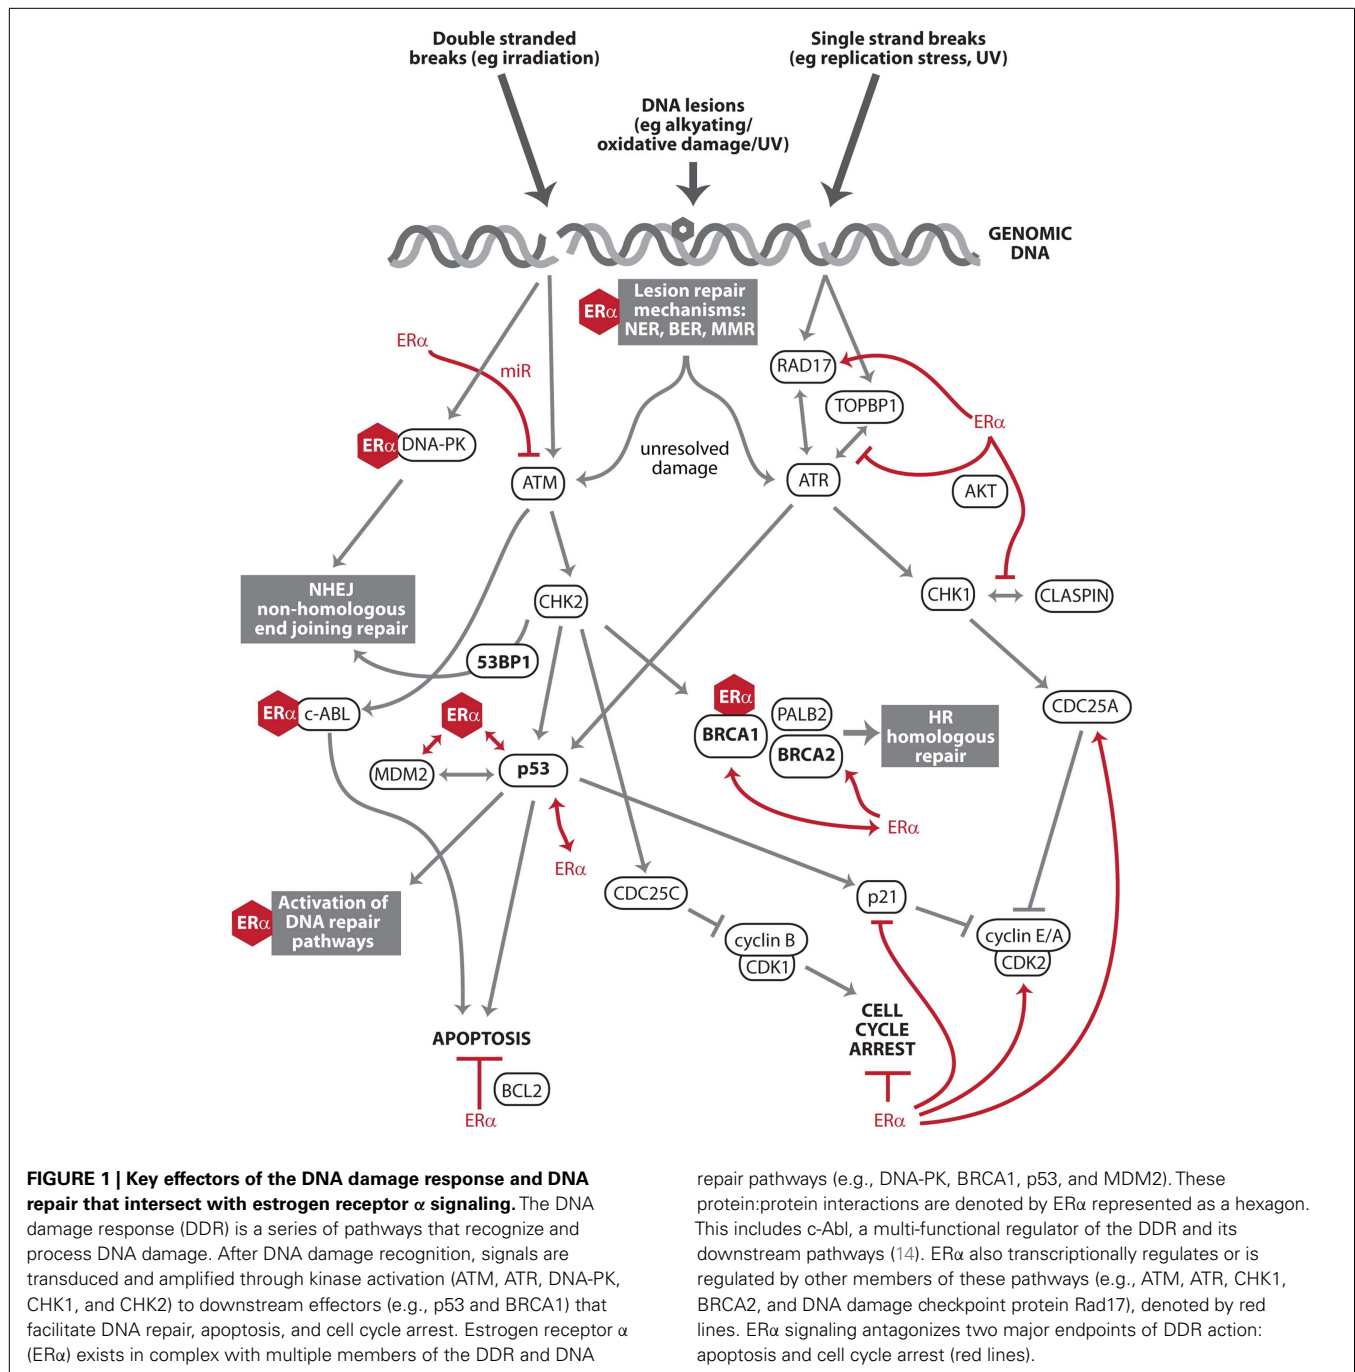 Double stranded
breaks (eg irradiation)
Single strand breaks
(eg replication stress, UV)
DNA lesions
(eg alkyating/
oxidative damage/UV)
GENOMIC
DNA
ERα
Lesion repair
mechanisms:
NER, BER, MMR
ERα
miR
RAD17
TOPBP1
ERα
ERα
DNA-PK
unresolved
damage
ATM
ATR
AKT
NHEJ
non-homologous
end joining repair
CHK2
CHK1
CLASPIN
53BP1
ERα
c-ABL
ERα
ERα
PALB2
BRCA1
BRCA2
HR
homologous
repair
CDC25A
MDM2
p53
ERα
ERα
CDC25C
p21
ERα
Activation of
DNA repair
pathways
cyclin B
CDK1
cyclin E/A
CDK2
APOPTOSIS
CELL
CYCLE
ARREST
BCL2
ERα
ERα
FIGURE 1 | Key effectors of the DNA damage response and DNA
repair that intersect with estrogen receptor α signaling. The DNA
damage response (DDR) is a series of pathways that recognize and
process DNA damage. After DNA damage recognition, signals are
transduced and amplified through kinase activation (ATM, ATR, DNA-PK,
CHK1, and CHK2) to downstream effectors (e.g., p53 and BRCA1) that
facilitate DNA repair, apoptosis, and cell cycle arrest. Estrogen receptor α
(ERα) exists in complex with multiple members of the DDR and DNA
repair pathways (e.g., DNA-PK, BRCA1, p53, and MDM2). These
protein:protein interactions are denoted by ERα represented as a hexagon.
This includes c-Abl, a multi-functional regulator of the DDR and its
downstream pathways (14). ERα also transcriptionally regulates or is
regulated by other members of these pathways (e.g., ATM, ATR, CHK1,
BRCA2, and DNA damage checkpoint protein Rad17), denoted by red
lines. ERα signaling antagonizes two major endpoints of DDR action:
apoptosis and cell cycle arrest (red lines).